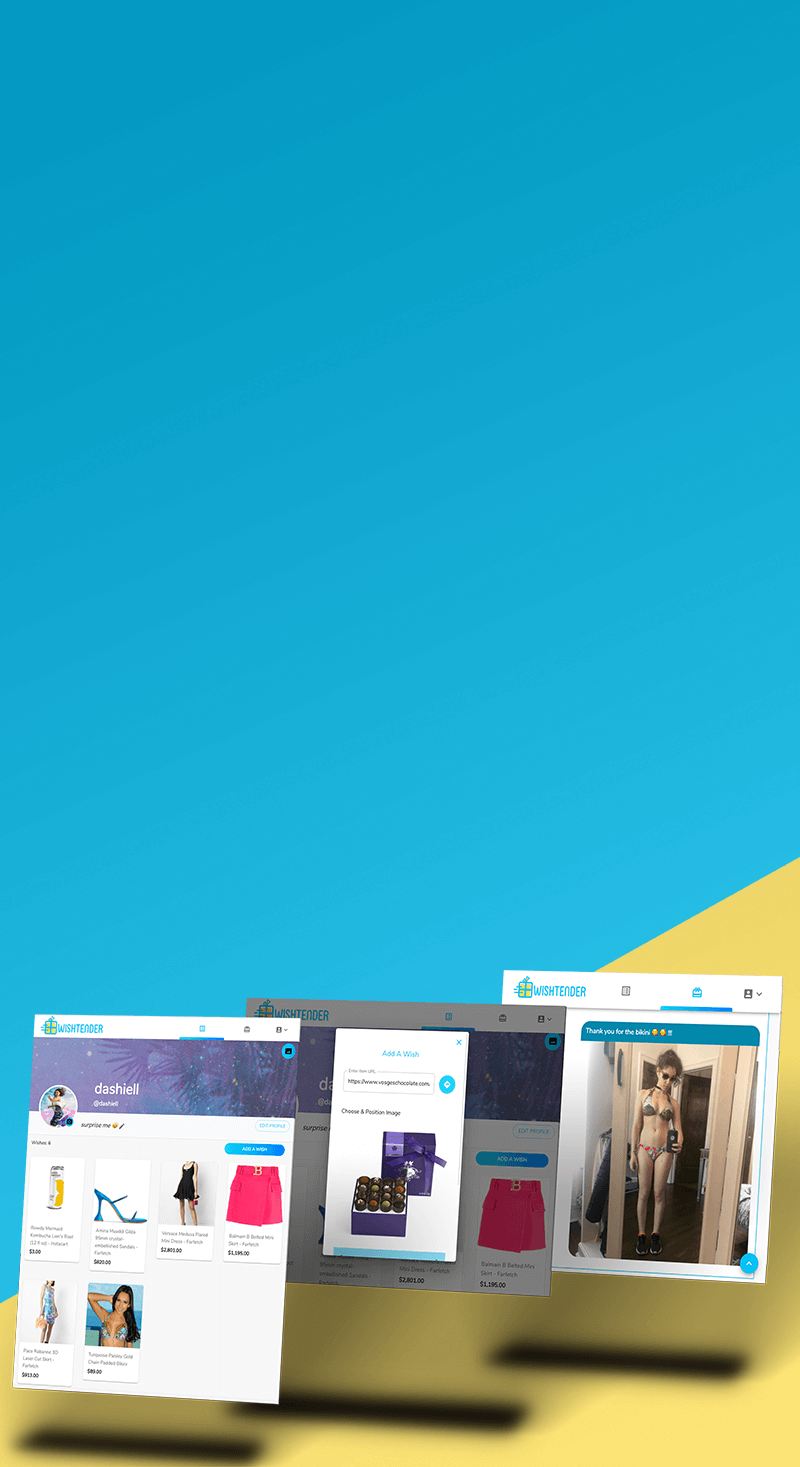 WISHTENDER
dashiell
@dashiell
surprise me
EDIT PROFILE
Wishes: 6
ADD A WISH
Rowdy Mermaid
Kombucha Lion's Root
(12 fl oz) - Instacart
$3.00
Amina Muaddi Gilda
95mm crystal-
embellished Sandals -
Farfetch
$820.00
Versace Medusa Flared
Mini Dress - Farfetch
$2,801.00
Balmain B Belted Mini
Skirt - Farfetch
$1,195.00
Paco Rabanne 3D
Laser Cut Skirt -
Farfetch
$913.00
Turquoise Paisley Gold
Chain Padded Bikini
$89.00
WISHTENDER
da
@dashiell
surprise
EDIT PROFILE
ADD A WISH
Add A Wish
Enter Item URL
https://www.vosgeschocolate.com
Choose & Position Image
95mm crystal-
embellished Sandals -
Farfetch
$820.00
Mini Dress - Farfetch
$2,801.00
Balmain B Belted Mini
Skirt - Farfetch
$1,195.00
WISHTENDER
Thank you for the bikini